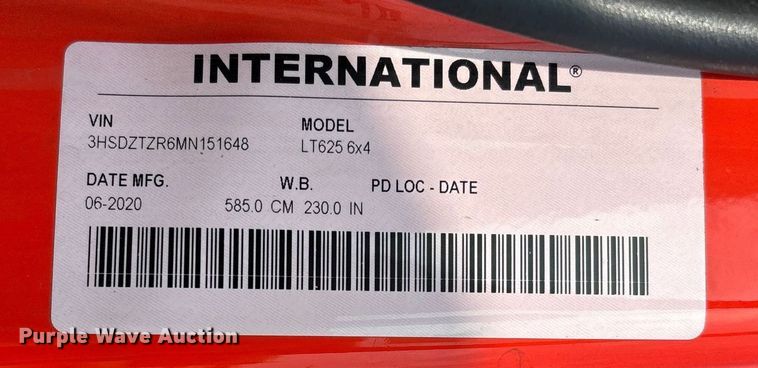 INTERNATIONAL®
VIN MODEL
3HSDZTZR6MN151648 LT625 6x4
DATE MFG. W.B. PD LOC - DATE
06-2020 585.0 CM 230.0 IN
Purple Wave Auction